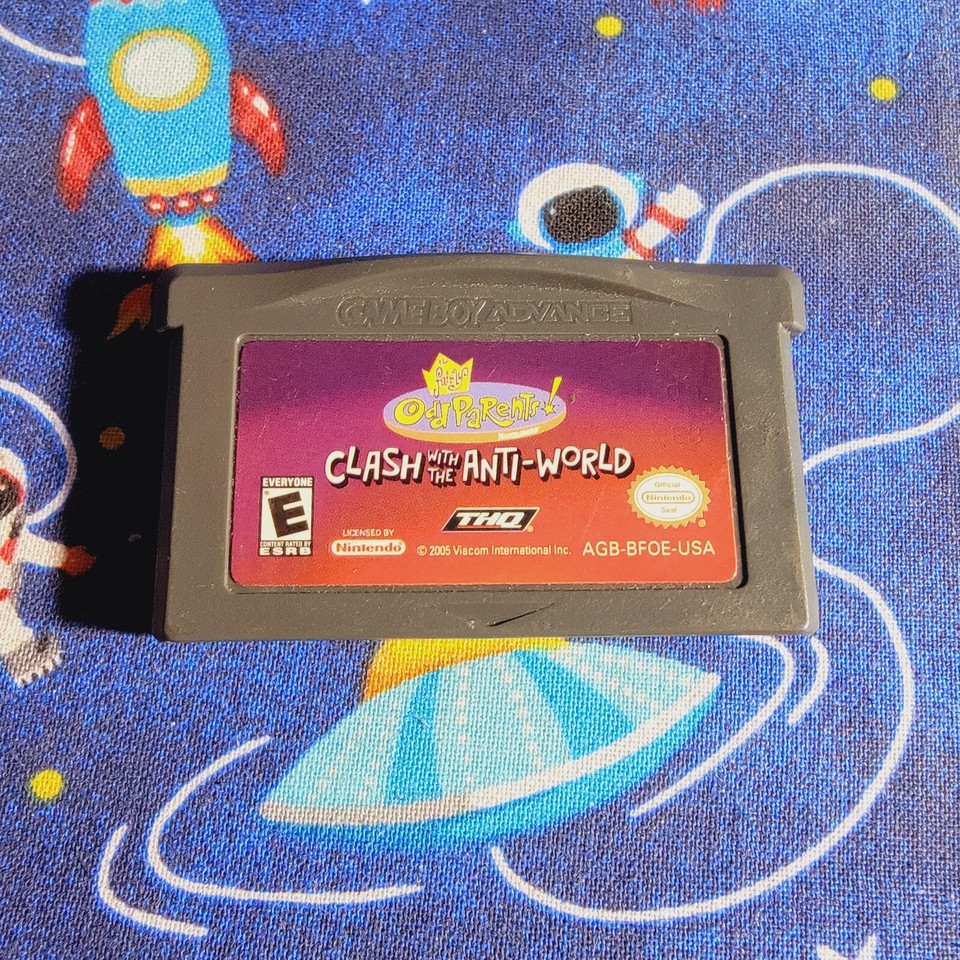 GAME BOY ADVANCE
the
fairly
OddParents!
CLASH WITH THE ANTI-WORLD
EVERYONE
E
CONTENT RATED BY
ESRB
LICENSED BY
Nintendo
THQ
© 2005 Viacom International Inc.
Official
Nintendo
Seal
AGB-BFOE-USA